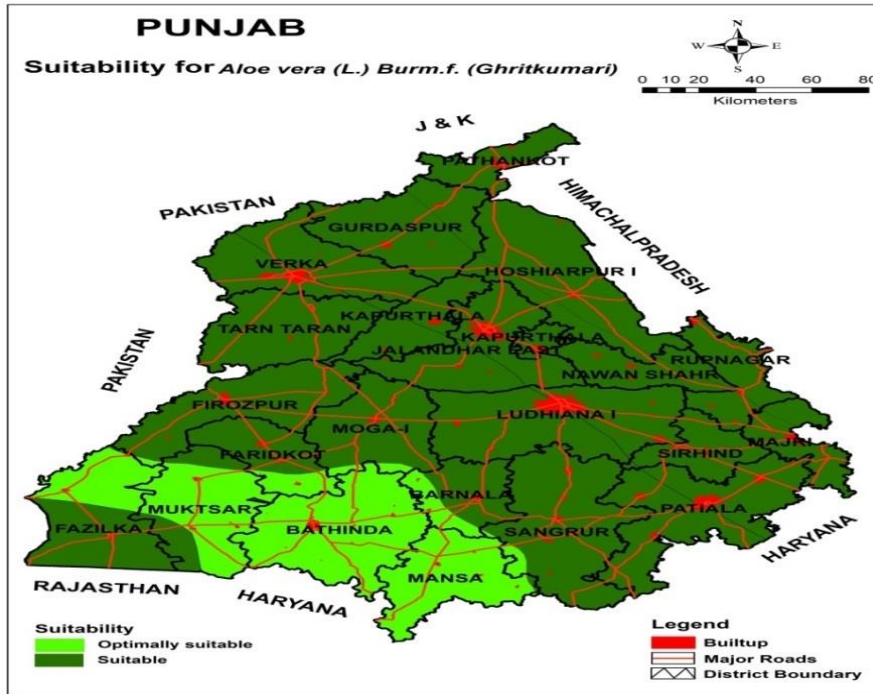 PUNJAB
Suitability for Aloe vera (L.) Burm.f. (Ghritkumari)
N
W E
S
0 10 20 40 60 80
Kilometers
J & K
PATHANKOT
PAKISTAN
HIMACHALPRADESH
GURDASPUR
VERKA
HOSHIARPUR I
KAPURTHALA
TARN TARAN
KAPURTHALA
JALANDHAR EAST
PAKISTAN
RUPNAGAR
NAWAN SHAHR
FIROZPUR
LUDHIANA I
MOGA-I
MAJRI
FARIDKOT
SIRHIND
BARNALA
MUKTSAR
PATIALA
FAZILKA
BATHINDA
SANGRUR
HARYANA
MANSA
RAJASTHAN
HARYANA
Suitability
Optimally suitable
Suitable
Legend
Builtup
Major Roads
District Boundary